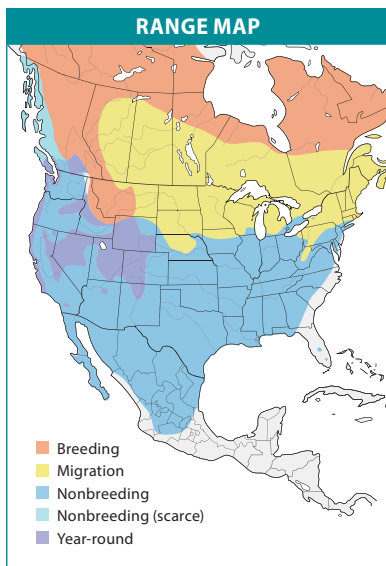 RANGE MAP
Breeding
Migration
Nonbreeding
Nonbreeding (scarce)
Year-round